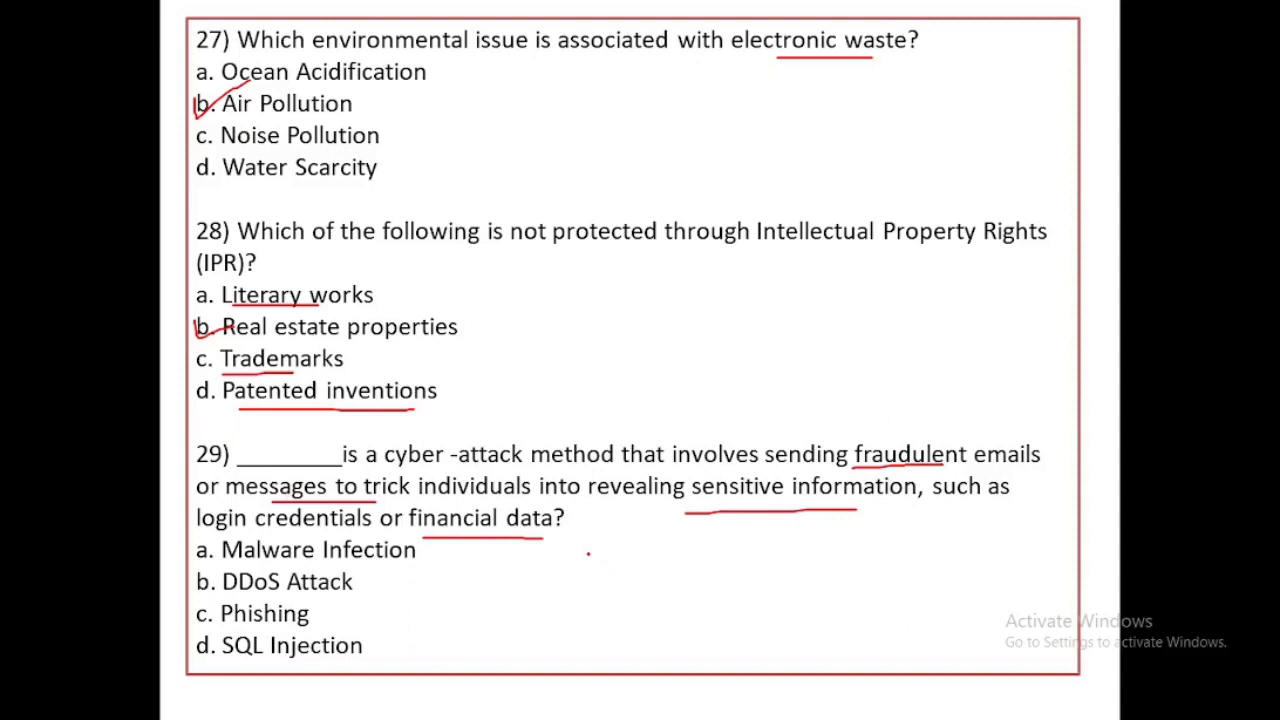 27) Which environmental issue is associated with electronic waste?
a. Ocean Acidification
b. Air Pollution
c. Noise Pollution
d. Water Scarcity
28) Which of the following is not protected through Intellectual Property Rights
(IPR)?
a. Literary works
b. Real estate properties
c. Trademarks
d. Patented inventions
29) ________is a cyber -attack method that involves sending fraudulent emails
or messages to trick individuals into revealing sensitive information, such as
login credentials or financial data?
a. Malware Infection
b. DDoS Attack
c. Phishing
d. SQL Injection
Activate Windows
Go to Settings to activate Windows.